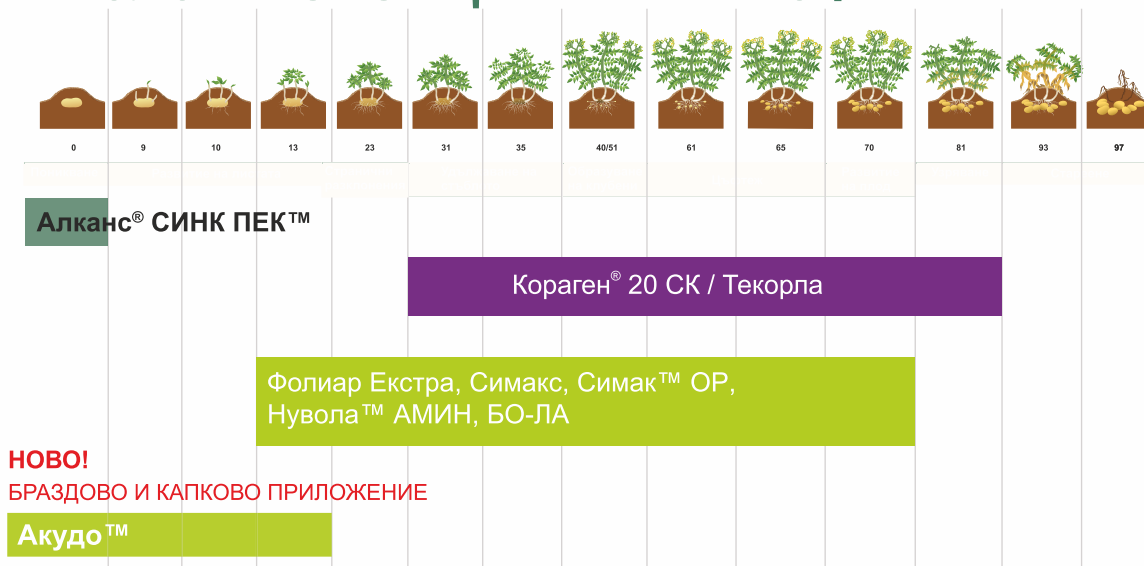 0 9 10 13 23 31 35 40/51 61 65 70 81 93 97
Алканс® СИНК ПЕК™
Кораген® 20 СК / Текорла
Фолиар Екстра, Симакс, Симак™ ОР,
Нувола™ АМИН, БО-ЛА
НОВО!
БРАЗДОВО И КАПКОВО ПРИЛОЖЕНИЕ
Акудо™